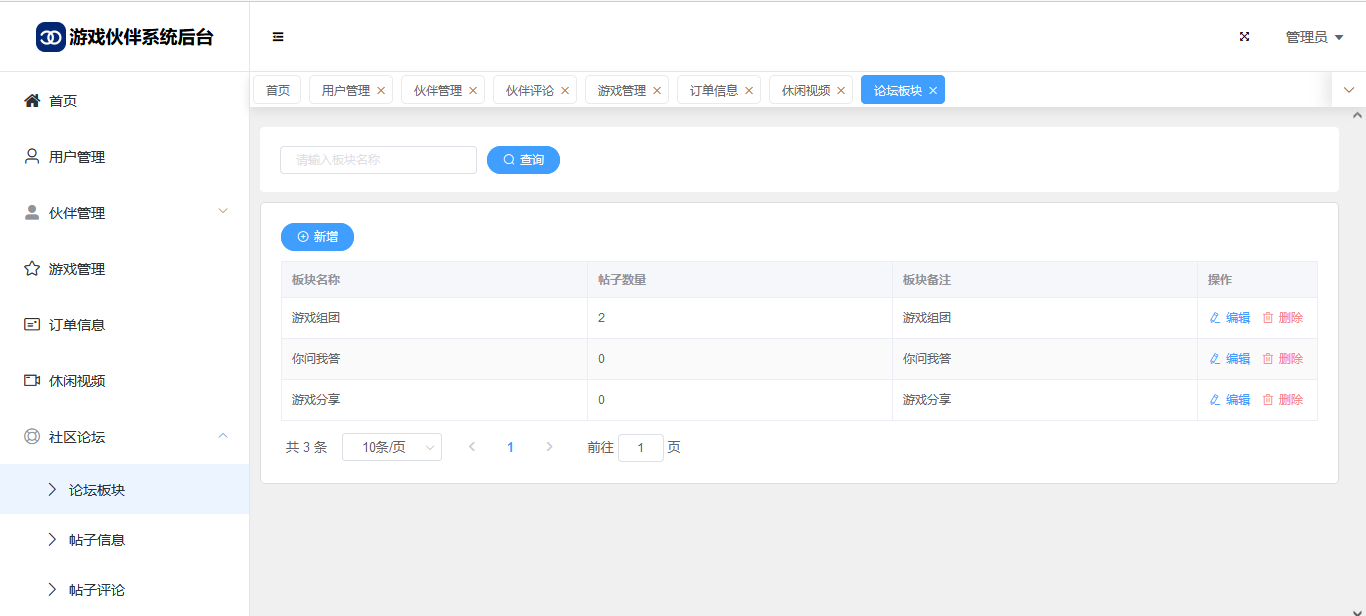 游戏伙伴系统后台
管理员
首页
用户管理
伙伴管理
游戏管理
订单信息
休闲视频
社区论坛
论坛板块
帖子信息
帖子评论
首页 用户管理 伙伴管理 伙伴评论 游戏管理 订单信息 休闲视频 论坛板块
请输入板块名称 查询
新增
板块名称 帖子数量 板块备注 操作
游戏组团 2 游戏组团 编辑 删除
你问我答 0 你问我答 编辑 删除
游戏分享 0 游戏分享 编辑 删除
共 3 条 10条/页 1 前往 1 页